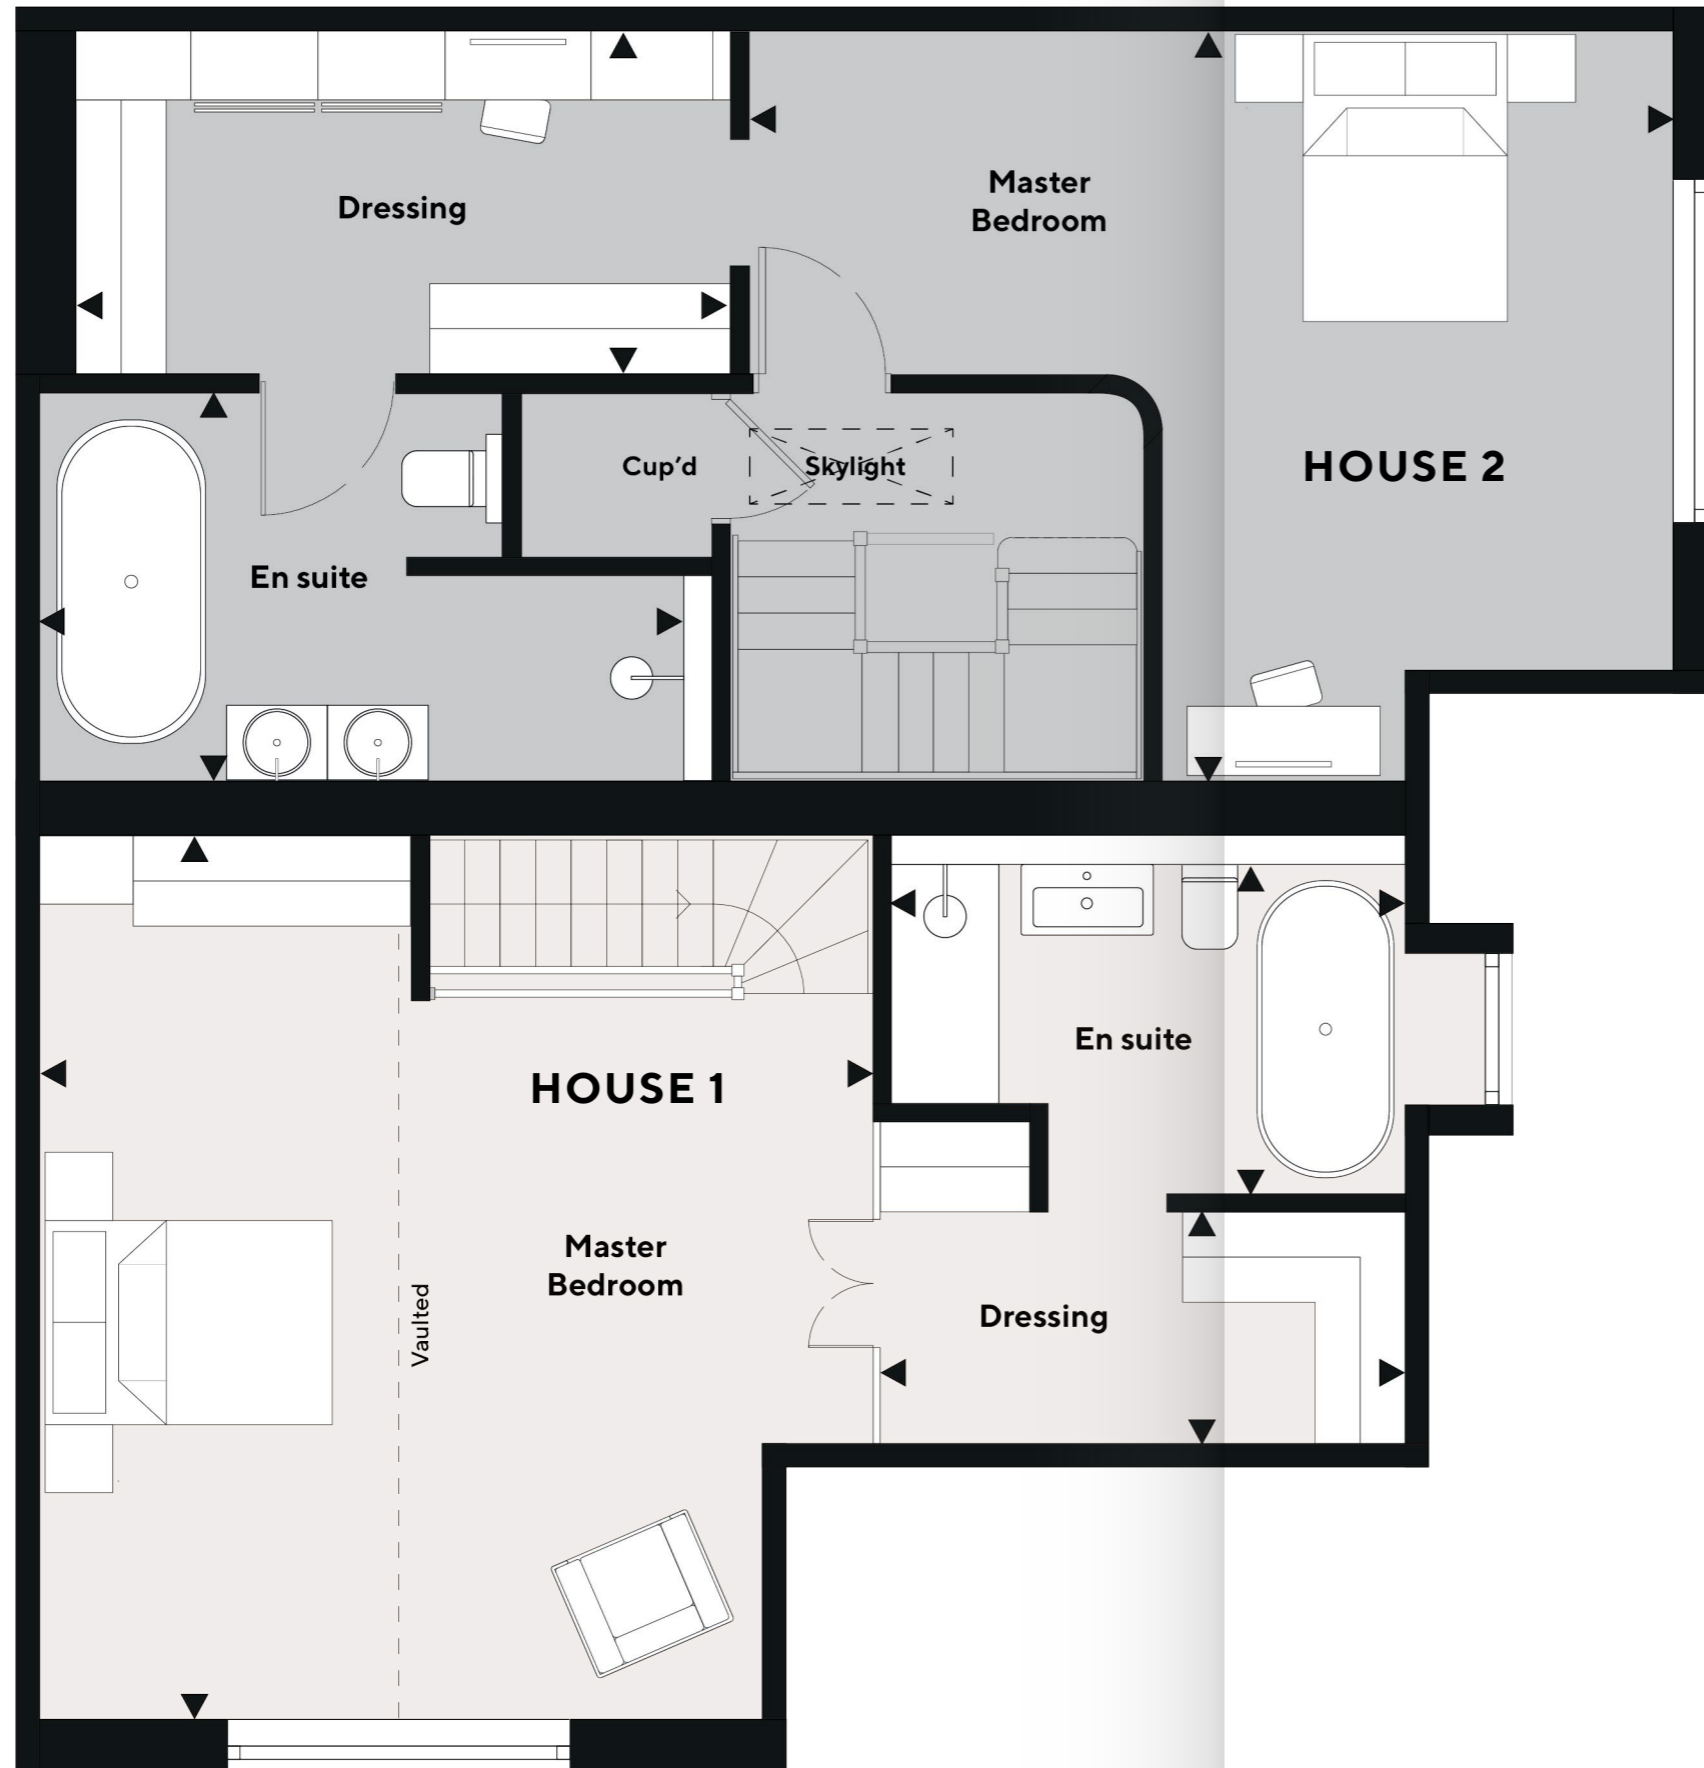 Dressing
Master
Bedroom
HOUSE 2
Cup’d
Skylight
En suite
HOUSE 1
En suite
Master
Bedroom
Vaulted
Dressing